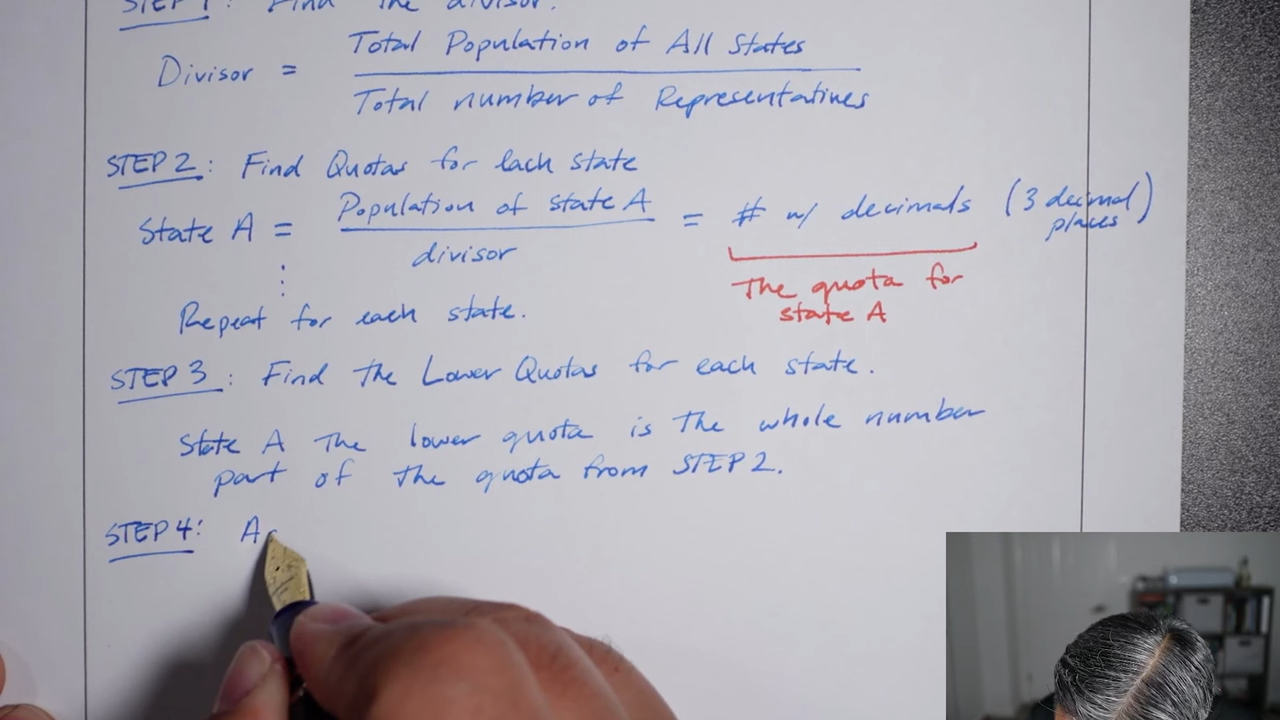 STEP 1: Find the divisor.
Total Population of All States
Divisor =
Total number of Representatives
STEP 2: Find Quotas for each state
State A = Population of state A = # w/ decimals (3 decimal places)
divisor
The quota for
state A
Repeat for each state.
STEP 3: Find the Lower Quotas for each state.
State A the lower quota is the whole number
part of the quota from STEP 2.
STEP 4: A